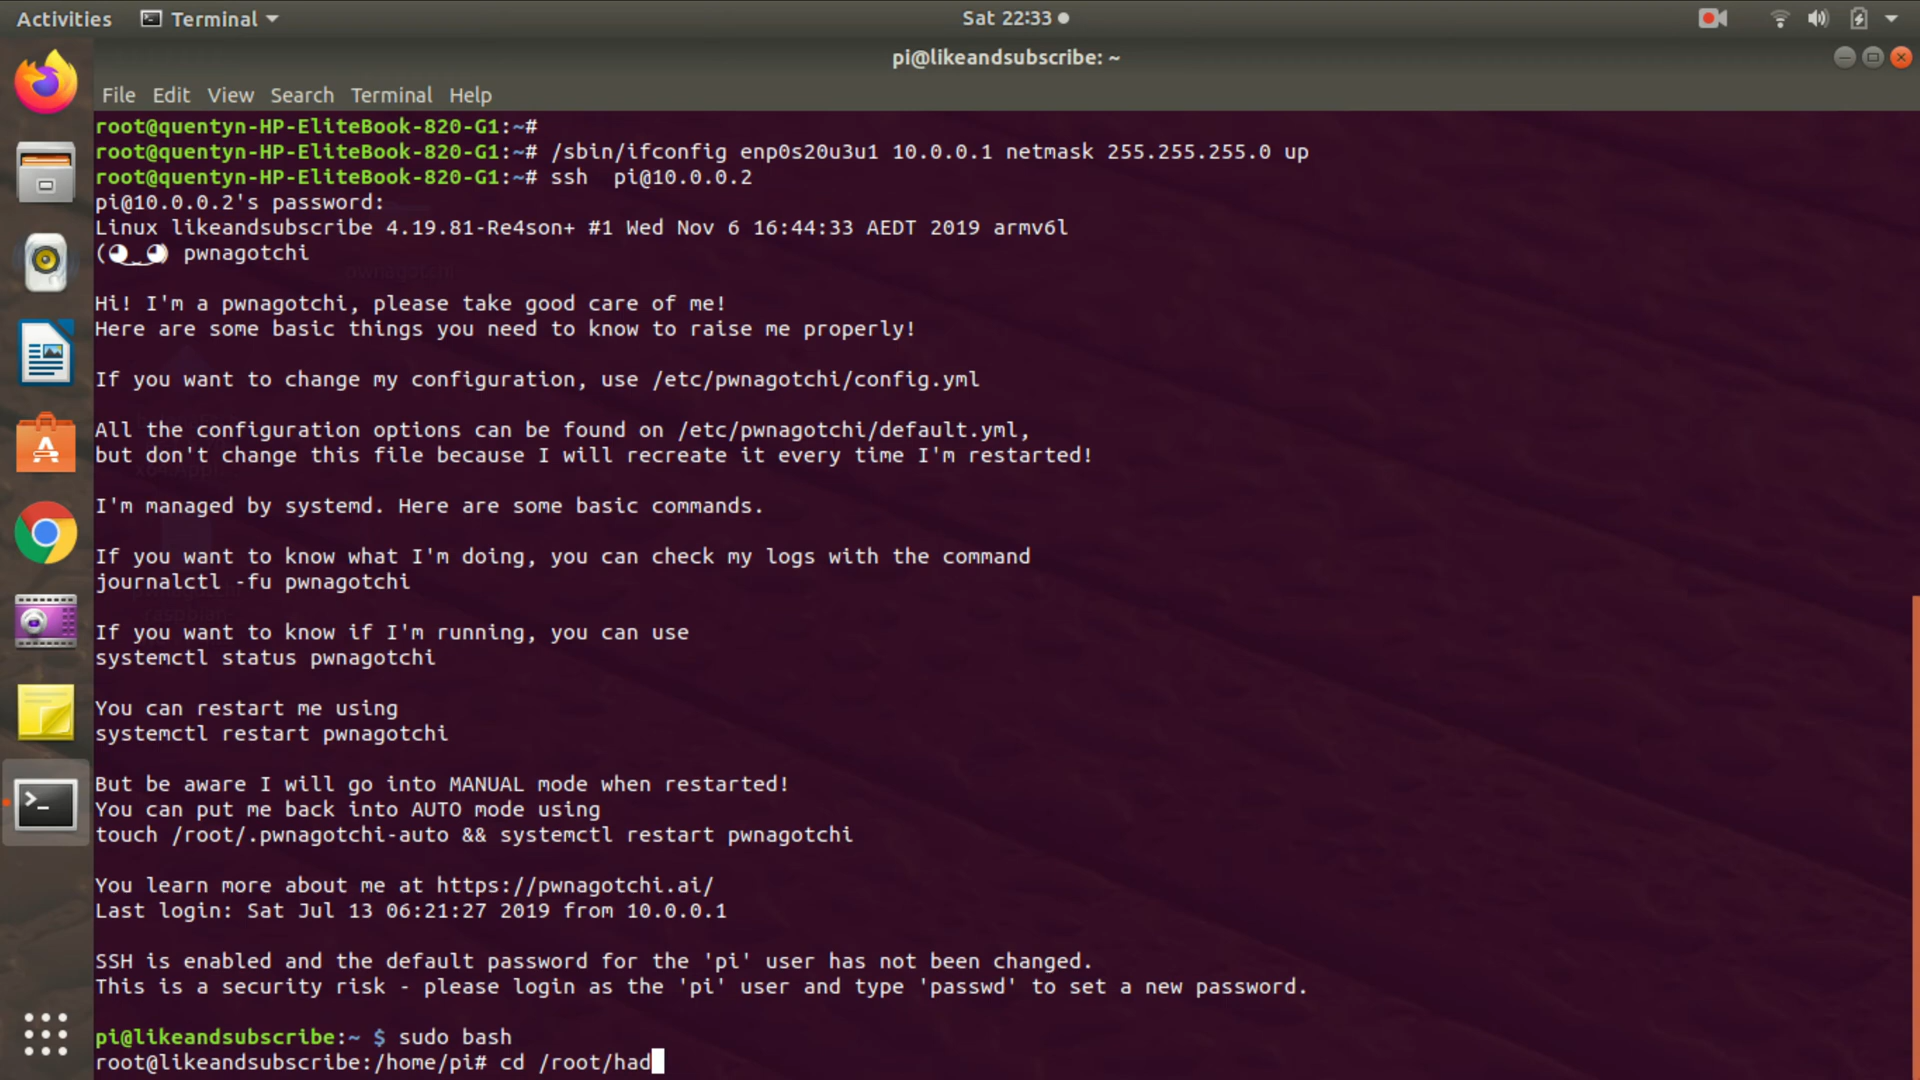 Activities Terminal Sat 22:33
pi@likeandsubscribe: ~
File Edit View Search Terminal Help
root@quentyn-HP-EliteBook-820-G1:~#
root@quentyn-HP-EliteBook-820-G1:~# /sbin/ifconfig enp0s20u3u1 10.0.0.1 netmask 255.255.255.0 up
root@quentyn-HP-EliteBook-820-G1:~# ssh  pi@10.0.0.2
pi@10.0.0.2's password:
Linux likeandsubscribe 4.19.81-Re4son+ #1 Wed Nov 6 16:44:33 AEDT 2019 armv6l
(◕‿‿◕) pwnagotchi
Hi! I'm a pwnagotchi, please take good care of me!
Here are some basic things you need to know to raise me properly!
If you want to change my configuration, use /etc/pwnagotchi/config.yml
All the configuration options can be found on /etc/pwnagotchi/default.yml,
but don't change this file because I will recreate it every time I'm restarted!
I'm managed by systemd. Here are some basic commands.
If you want to know what I'm doing, you can check my logs with the command
journalctl -fu pwnagotchi
If you want to know if I'm running, you can use
systemctl status pwnagotchi
You can restart me using
systemctl restart pwnagotchi
But be aware I will go into MANUAL mode when restarted!
You can put me back into AUTO mode using
touch /root/.pwnagotchi-auto && systemctl restart pwnagotchi
You learn more about me at https://pwnagotchi.ai/
Last login: Sat Jul 13 06:21:27 2019 from 10.0.0.1
SSH is enabled and the default password for the 'pi' user has not been changed.
This is a security risk - please login as the 'pi' user and type 'passwd' to set a new password.
pi@likeandsubscribe:~ $ sudo bash
root@likeandsubscribe:/home/pi# cd /root/had